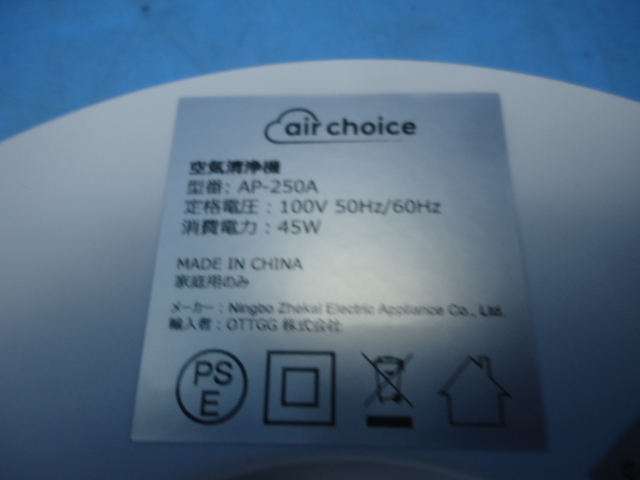 air choice
空気清浄機
型番: AP-250A
定格電圧 : 100V 50Hz/60Hz
消費電力 : 45W
MADE IN CHINA
家庭用のみ
メーカー : Ningbo Zhekai Electric Appliance Co., Ltd.
輸入者 : OTTGG 株式会社
PS
E